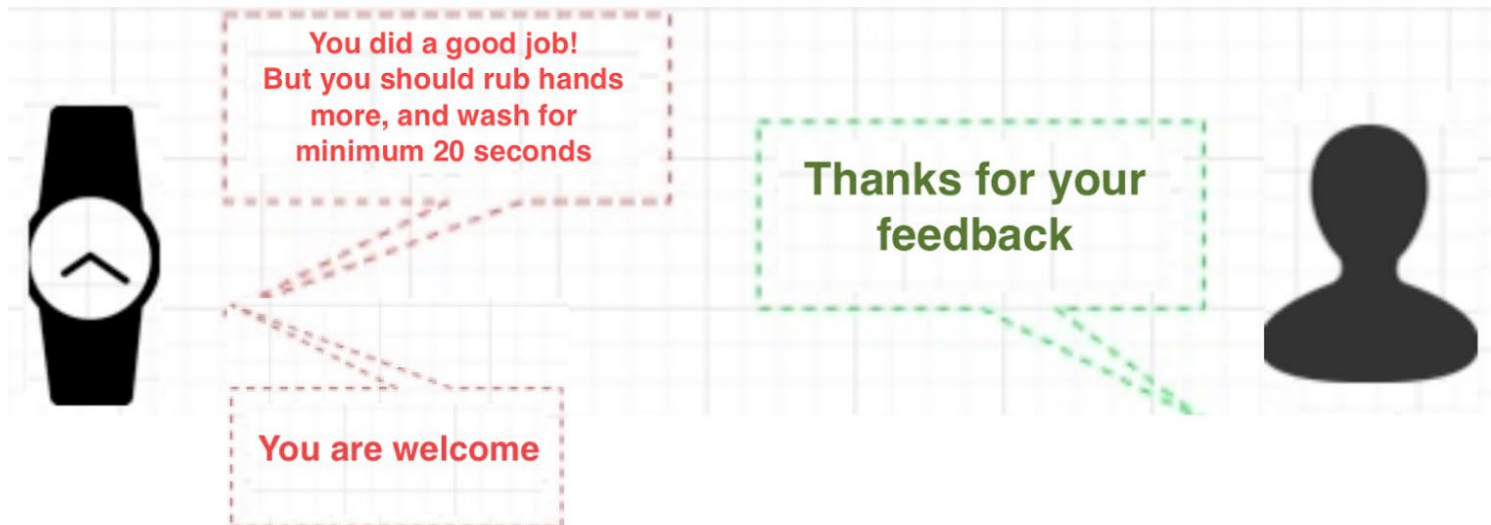 You did a good job!
But you should rub hands
more, and wash for
minimum 20 seconds
Thanks for your
feedback
You are welcome